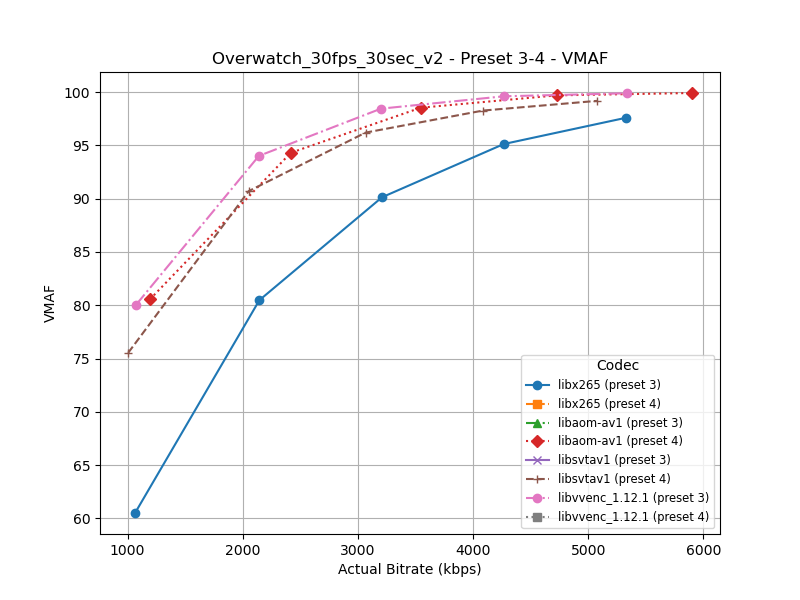 Overwatch_30fps_30sec_v2 - Preset 3-4 - VMAF
VMAF
100
95
90
85
80
75
70
65
60
1000
2000
3000
4000
5000
6000
Actual Bitrate (kbps)
Codec
libx265 (preset 3)
libx265 (preset 4)
libaom-av1 (preset 3)
libaom-av1 (preset 4)
libsvtav1 (preset 3)
libsvtav1 (preset 4)
libvvenc_1.12.1 (preset 3)
libvvenc_1.12.1 (preset 4)